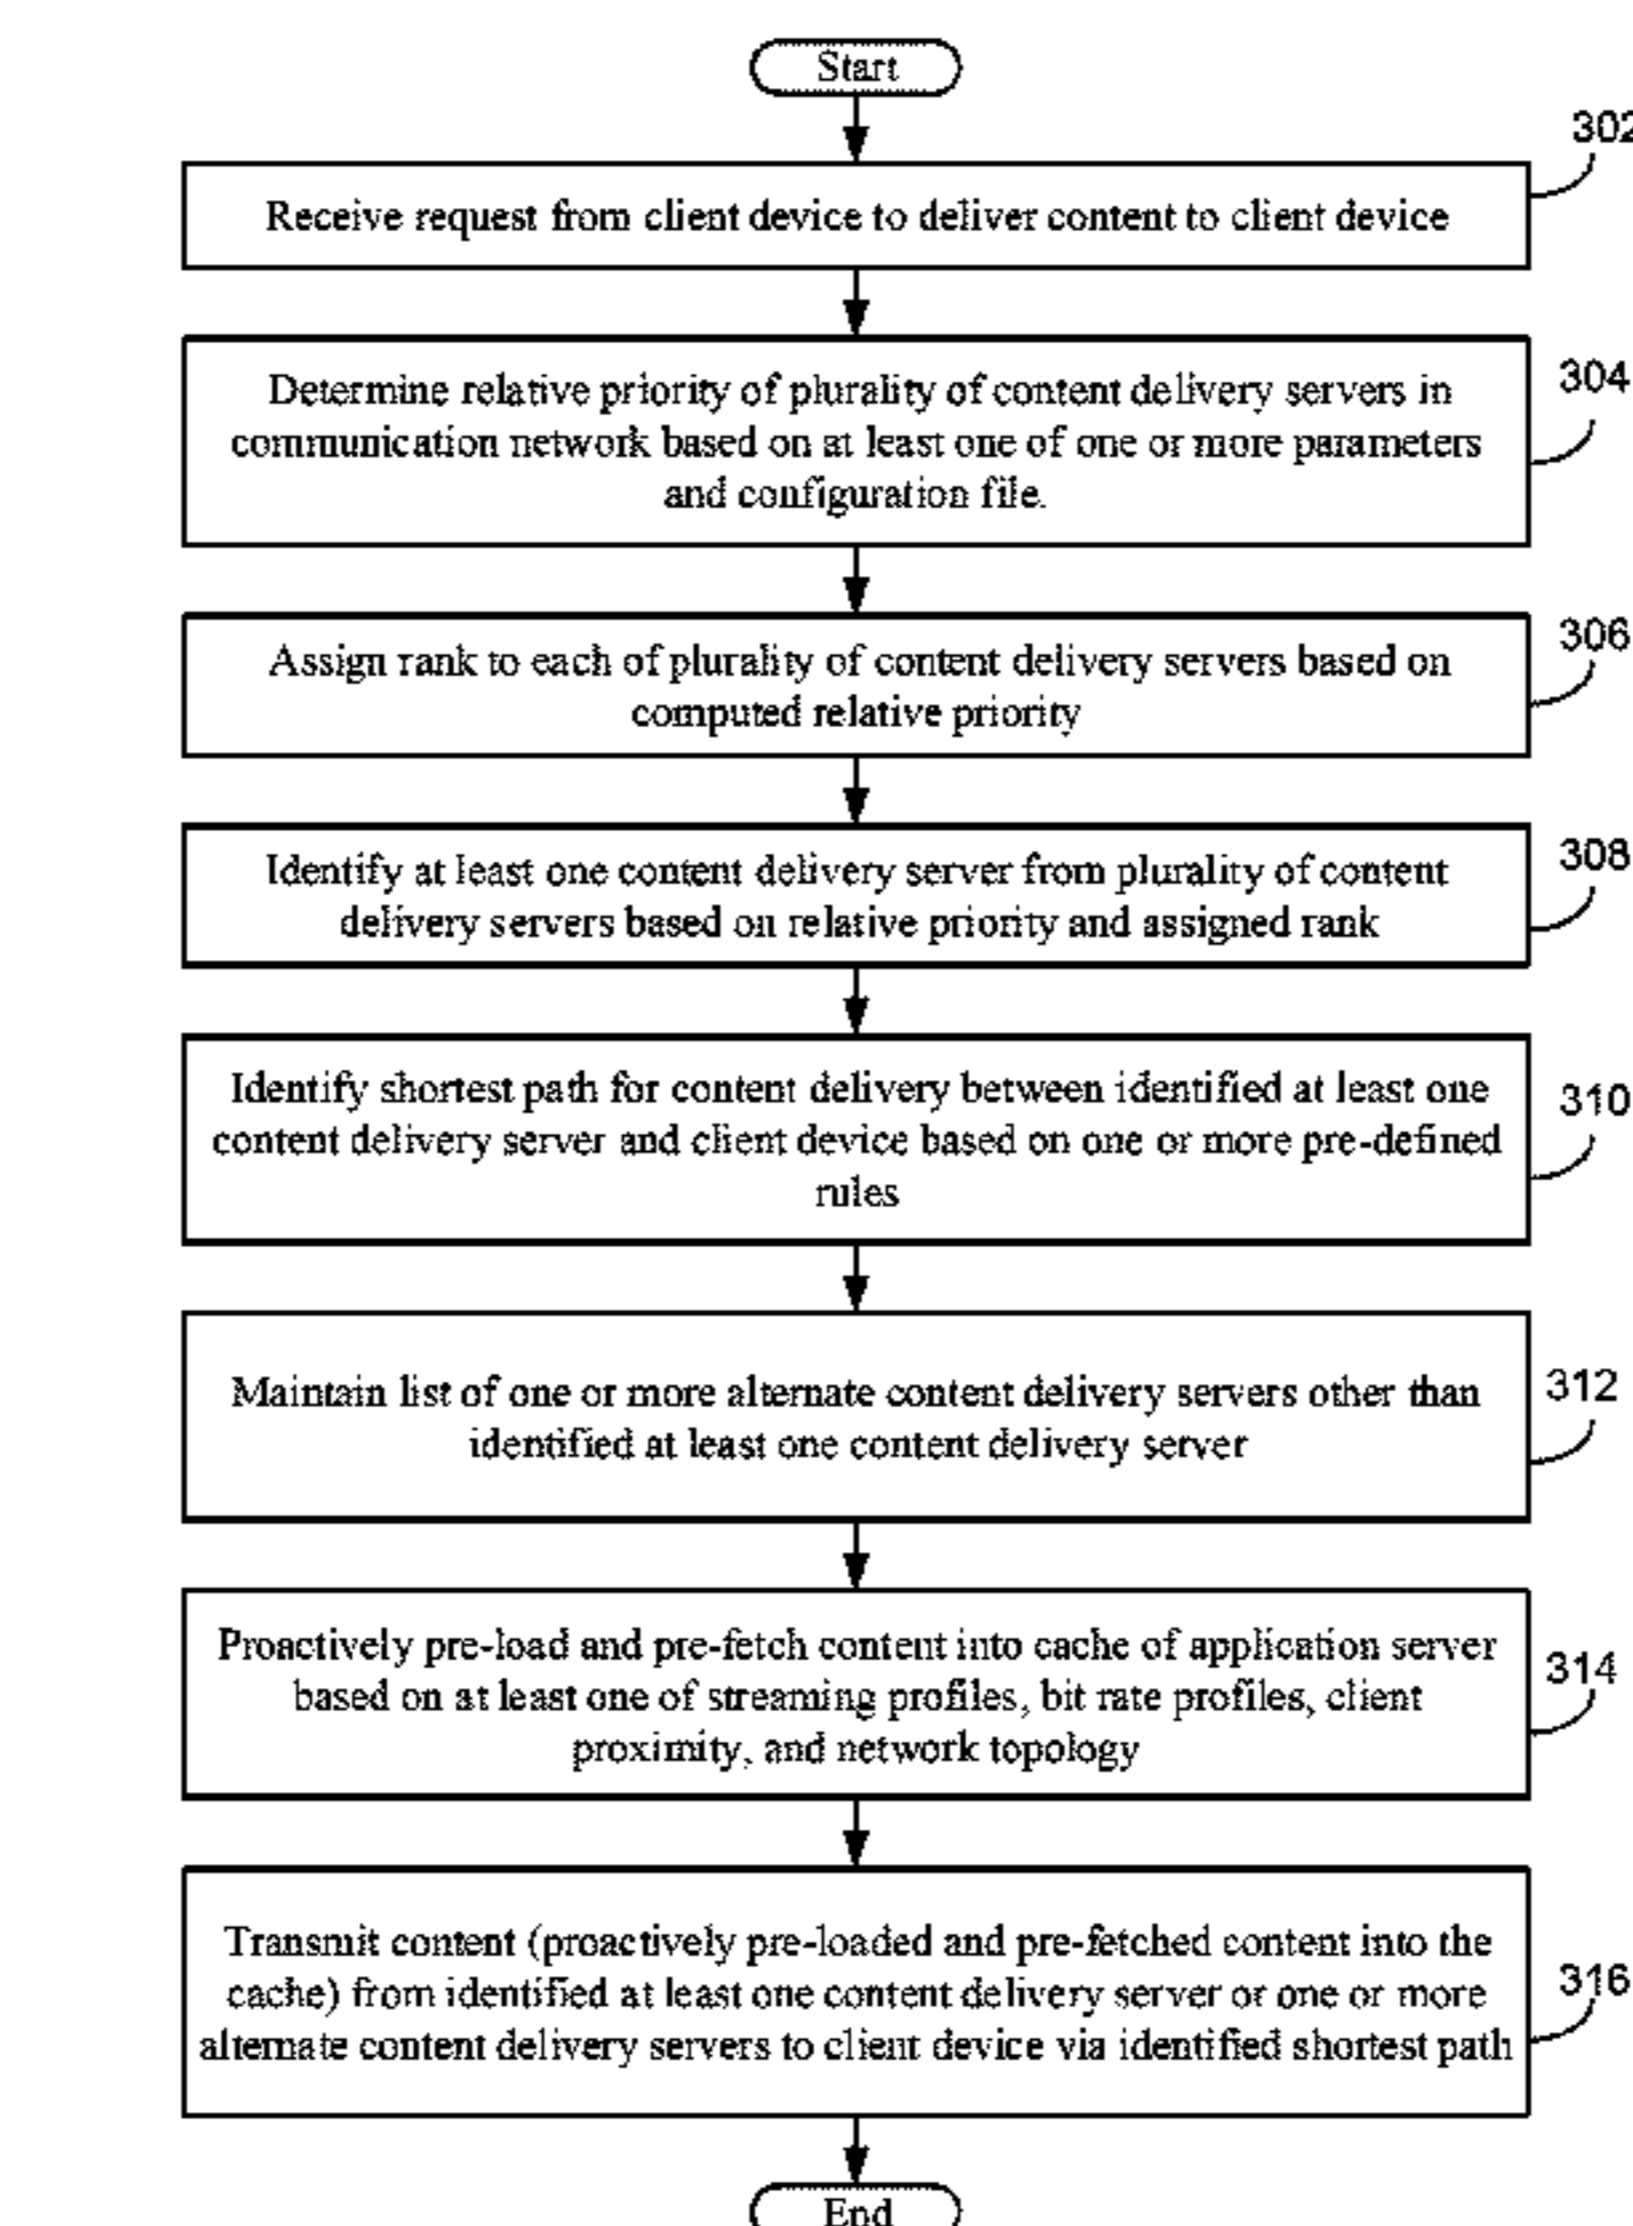 Start
302
Receive request from client device to deliver content to client device
304
Determine relative priority of plurality of content delivery servers in
communication network based on at least one of one or more parameters
and configuration file.
306
Assign rank to each of plurality of content delivery servers based on
computed relative priority
308
Identify at least one content delivery server from plurality of content
delivery servers based on relative priority and assigned rank
310
Identify shortest path for content delivery between identified at least one
content delivery server and client device based on one or more pre-defined
rules
312
Maintain list of one or more alternate content delivery servers other than
identified at least one content delivery server
314
Proactively pre-load and pre-fetch content into cache of application server
based on at least one of streaming profiles, bit rate profiles, client
proximity, and network topology
316
Transmit content (proactively pre-loaded and pre-fetched content into the
cache) from identified at least one content delivery server or one or more
alternate content delivery servers to client device via identified shortest path
End